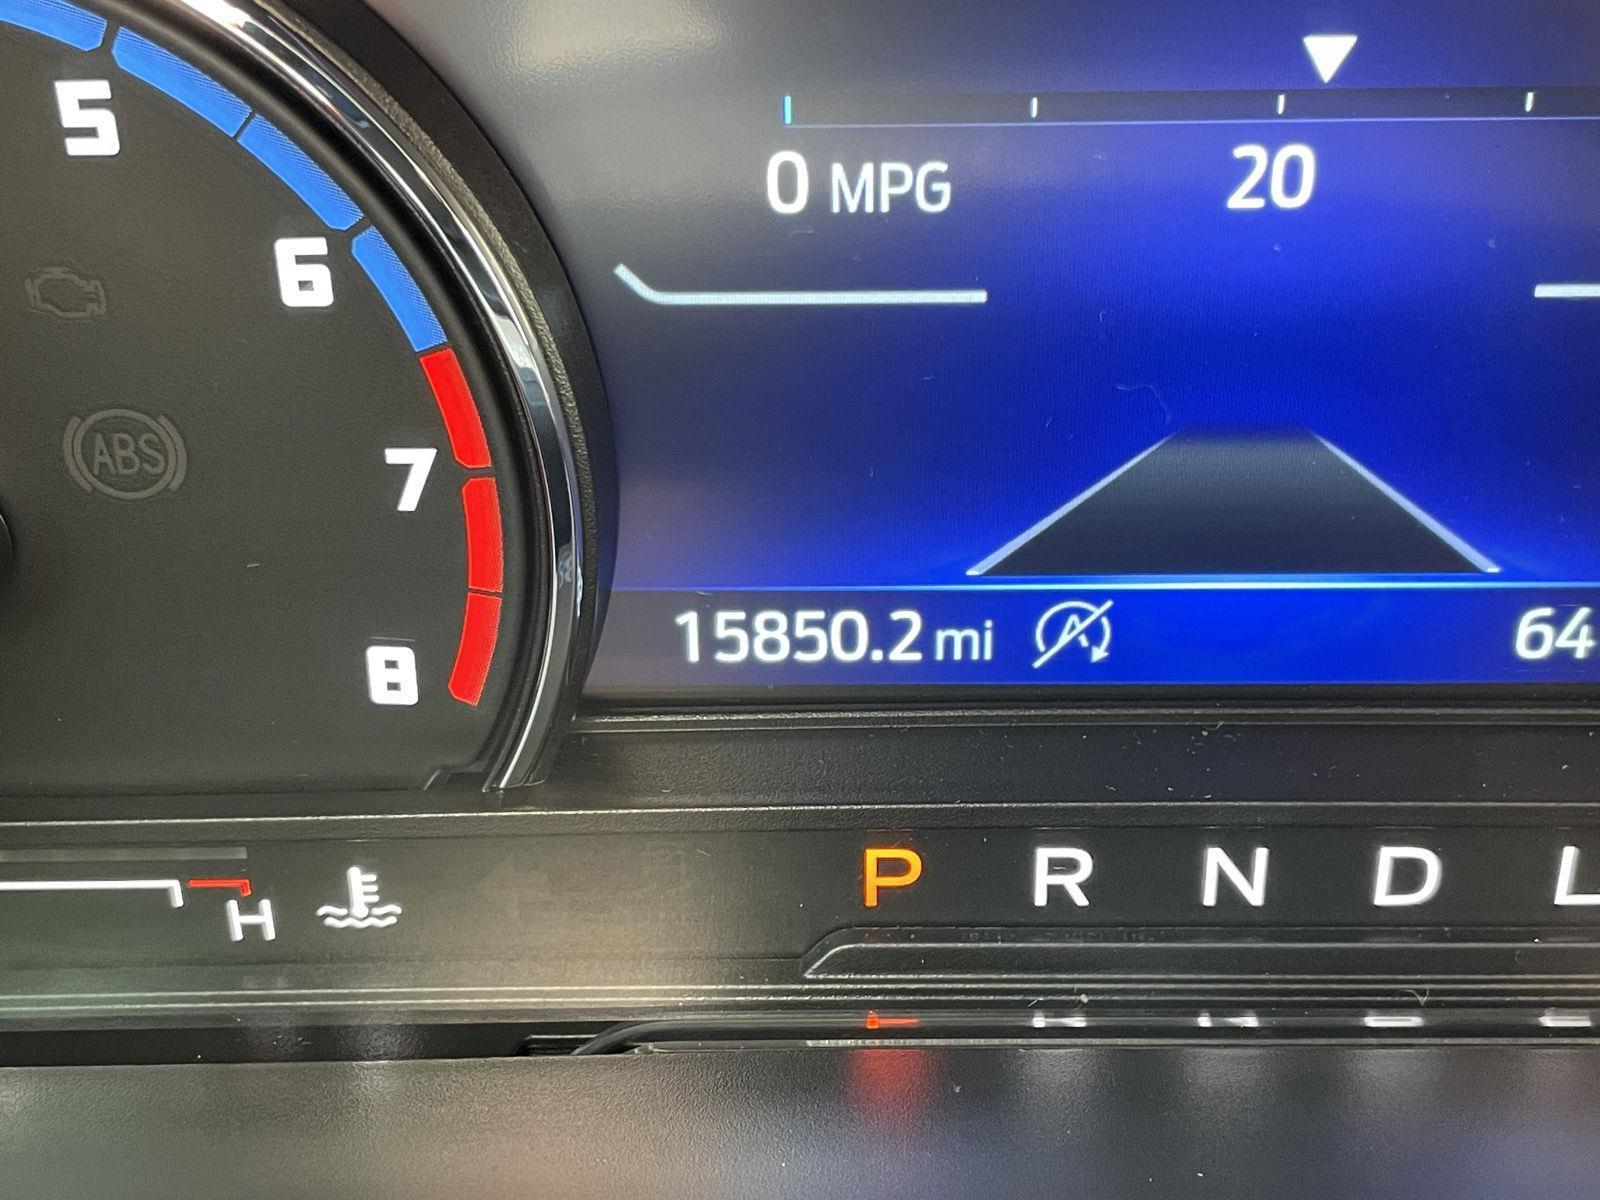 5
6
7
8
ABS
0 MPG
20
15850.2 mi
A
64
H
P R N D L